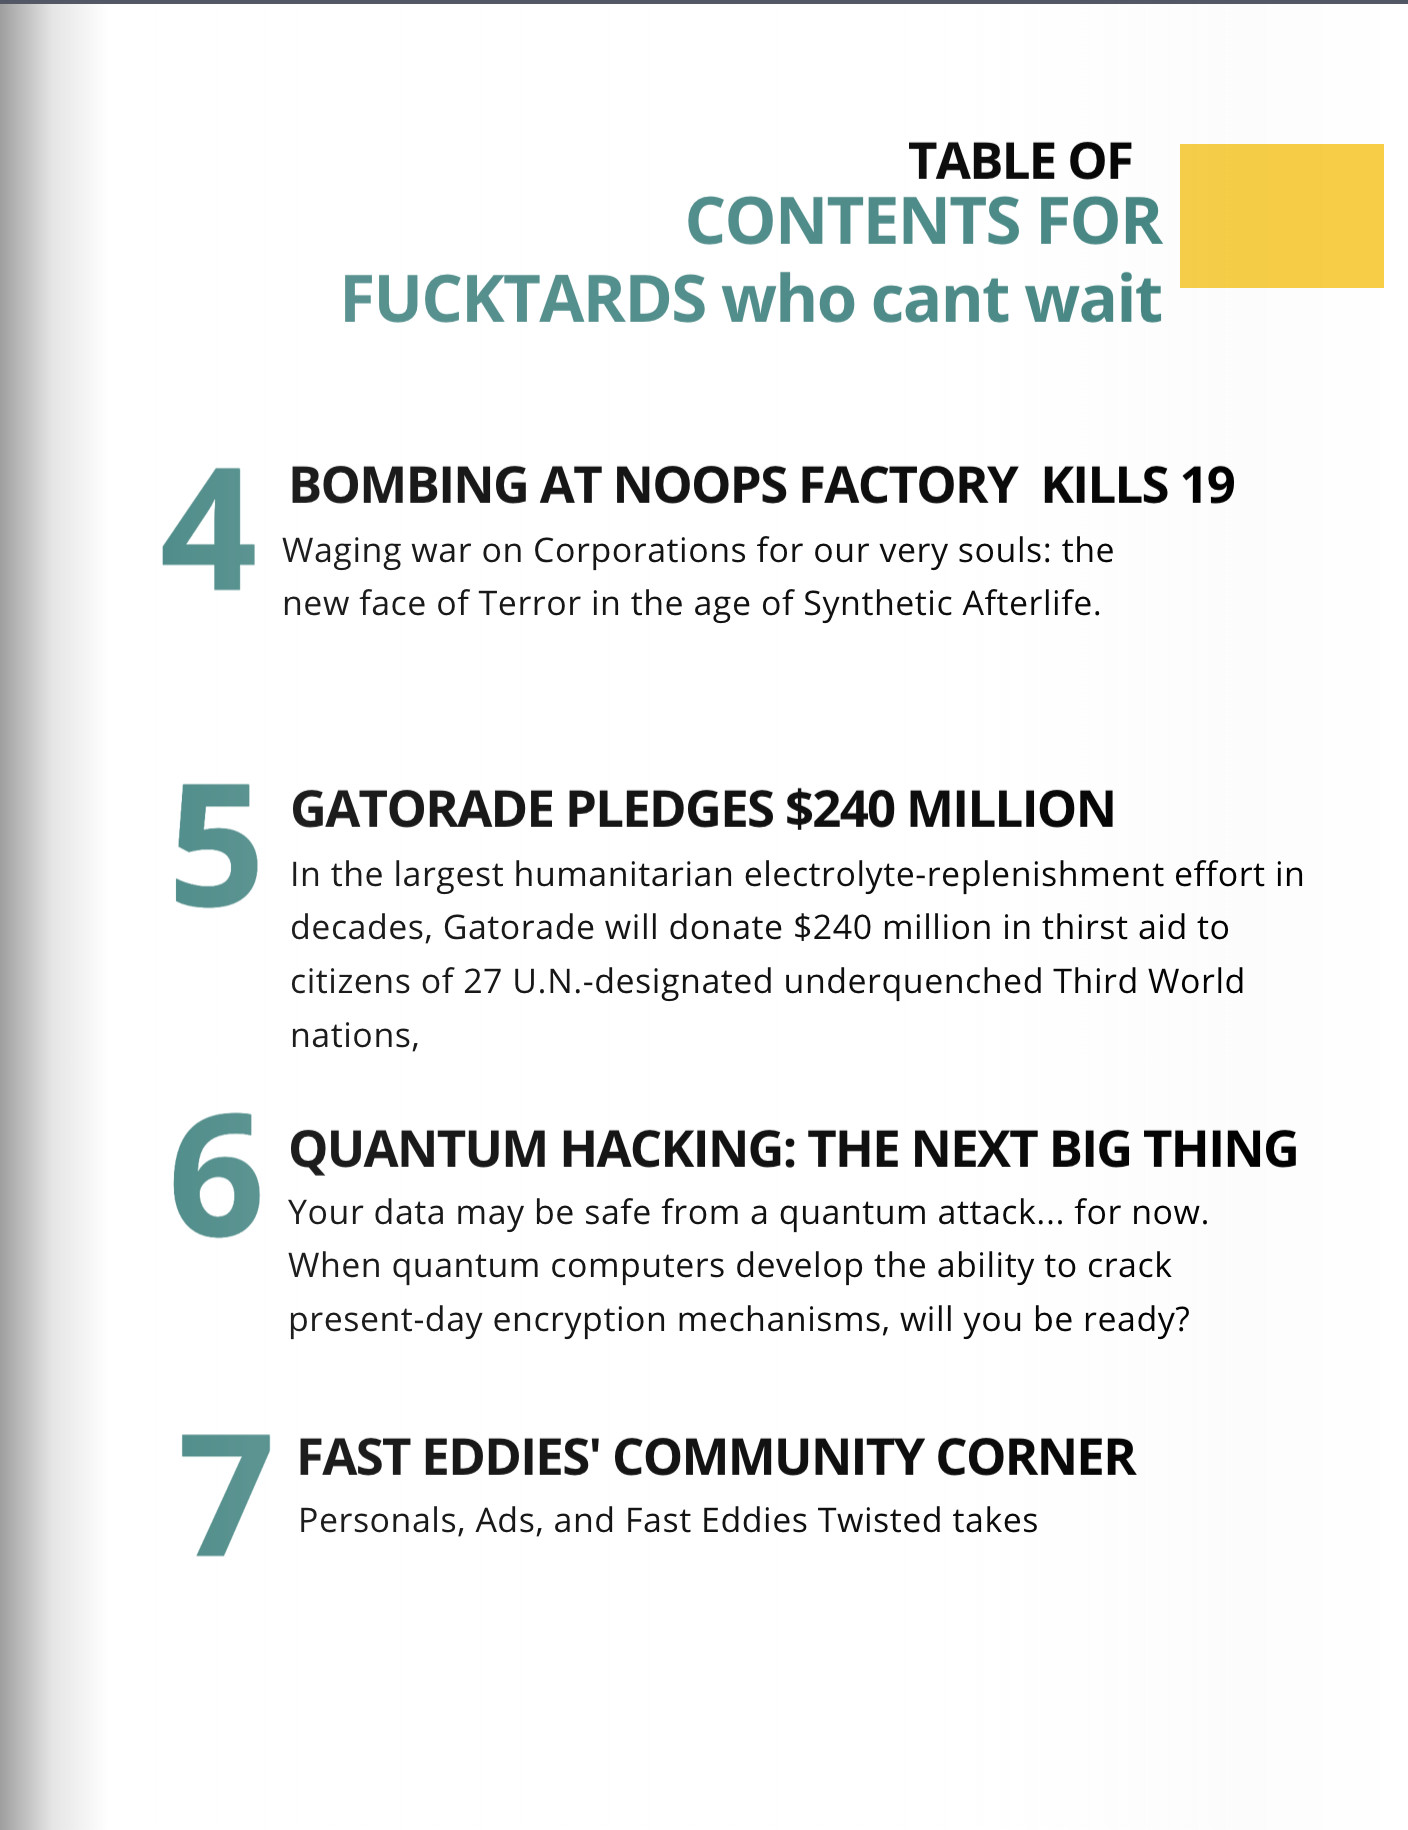 TABLE OF
CONTENTS FOR
FUCKTARDS who cant wait
4
BOMBING AT NOOPS FACTORY  KILLS 19
Waging war on Corporations for our very souls: the
new face of Terror in the age of Synthetic Afterlife.
5
GATORADE PLEDGES $240 MILLION
In the largest humanitarian electrolyte-replenishment effort in
decades, Gatorade will donate $240 million in thirst aid to
citizens of 27 U.N.-designated underquenched Third World
nations,
6
QUANTUM HACKING: THE NEXT BIG THING
Your data may be safe from a quantum attack... for now.
When quantum computers develop the ability to crack
present-day encryption mechanisms, will you be ready?
7
FAST EDDIES' COMMUNITY CORNER
Personals, Ads, and Fast Eddies Twisted takes